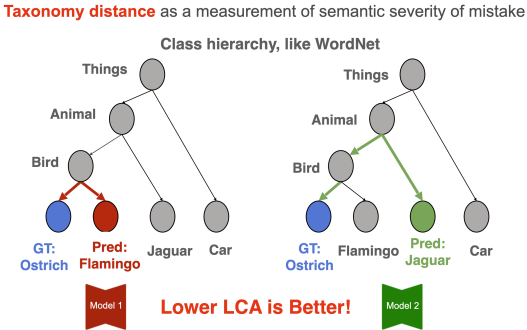 Taxonomy distance as a measurement of semantic severity of mistake
Class hierarchy, like WordNet
Things
Animal
Bird
GT:
Ostrich
Pred:
Flamingo
Jaguar
Car
Model 1
Things
Animal
Bird
GT:
Ostrich
Flamingo
Pred:
Jaguar
Car
Model 2
Lower LCA is Better!